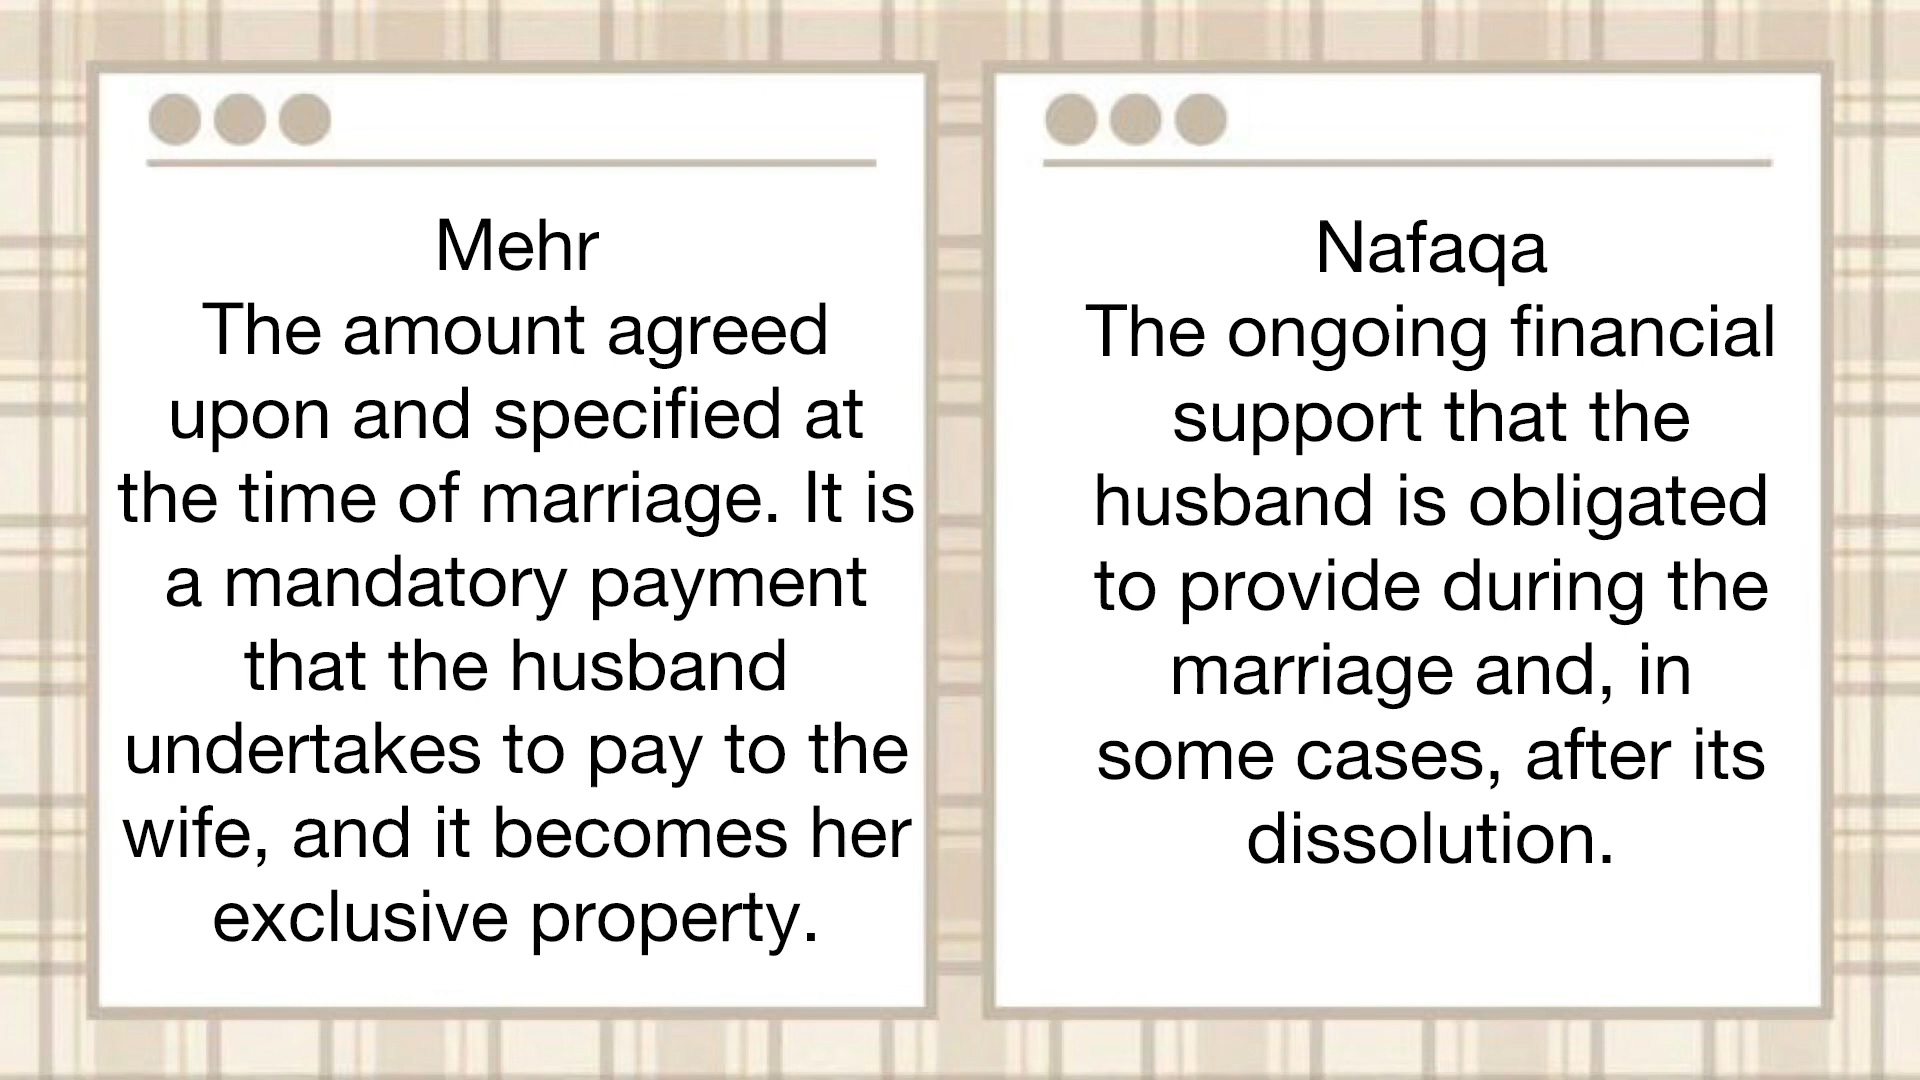 Mehr
The amount agreed
upon and specified at
the time of marriage. It is
a mandatory payment
that the husband
undertakes to pay to the
wife, and it becomes her
exclusive property.
Nafaqa
The ongoing financial
support that the
husband is obligated
to provide during the
marriage and, in
some cases, after its
dissolution.